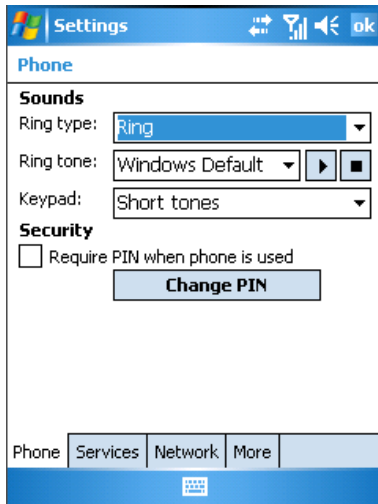 Settings ok
Phone
Sounds
Ring type: Ring
Ring tone: Windows Default
Keypad: Short tones
Security
Require PIN when phone is used
Change PIN
Phone Services Network More